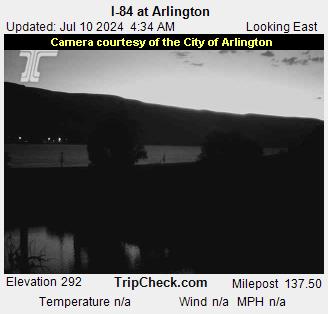 I-84 at Arlington
Updated: Jul 10 2024 4:34 AM Looking East
Camera courtesy of the City of Arlington
Elevation 292 TripCheck.com Milepost 137.50
Temperature n/a Wind n/a MPH n/a